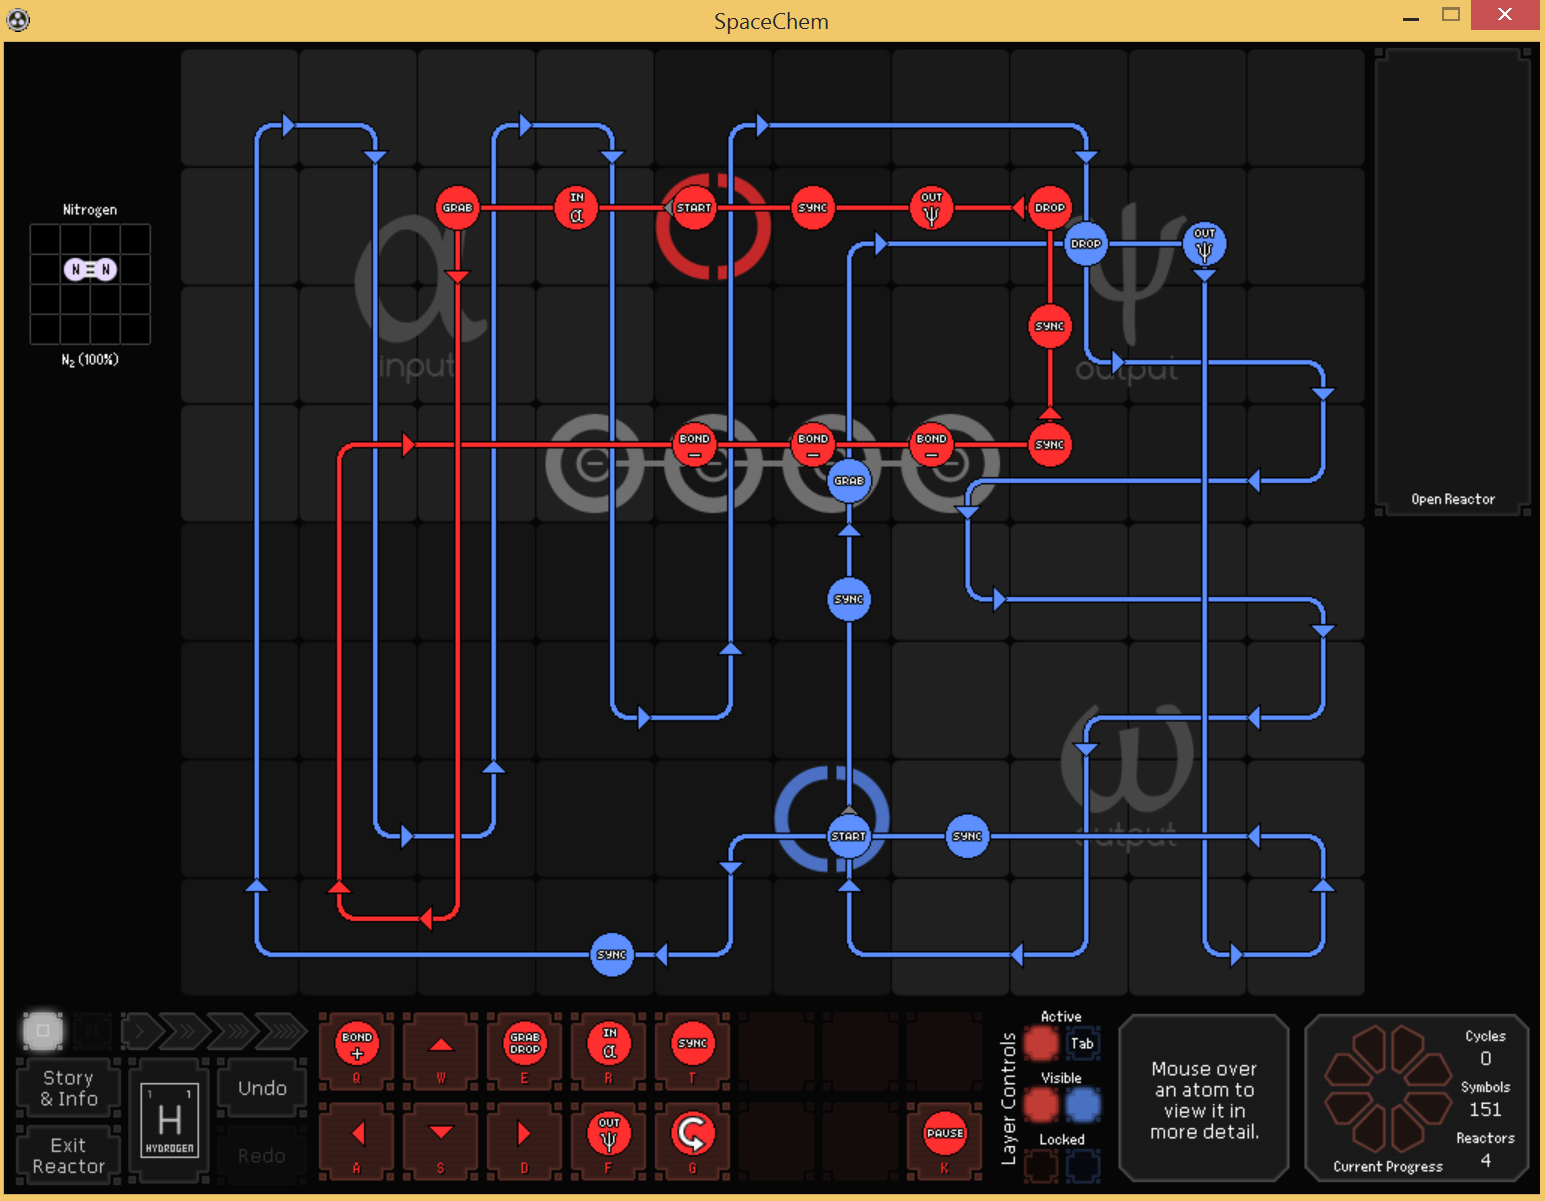 SpaceChem
Nitrogen
N≡N
N₂ (100%)
GRAB
IN
α
START
SYNC
OUT
ψ
DROP
DROP
OUT
ψ
α
input
ψ
output
SYNC
BOND
−
BOND
−
BOND
−
SYNC
GRAB
SYNC
ω
output
START
SYNC
SYNC
Open Reactor
Story
& Info
Exit
Reactor
1 1
H
HYDROGEN
Undo
Redo
BOND
+
Q
W
GRAB
DROP
E
IN
α
R
SYNC
T
A
S
D
OUT
ψ
F
G
PAUSE
K
Layer Controls
Active
Tab
Visible
Locked
Mouse over
an atom to
view it in
more detail.
Cycles
0
Symbols
151
Reactors
4
Current Progress